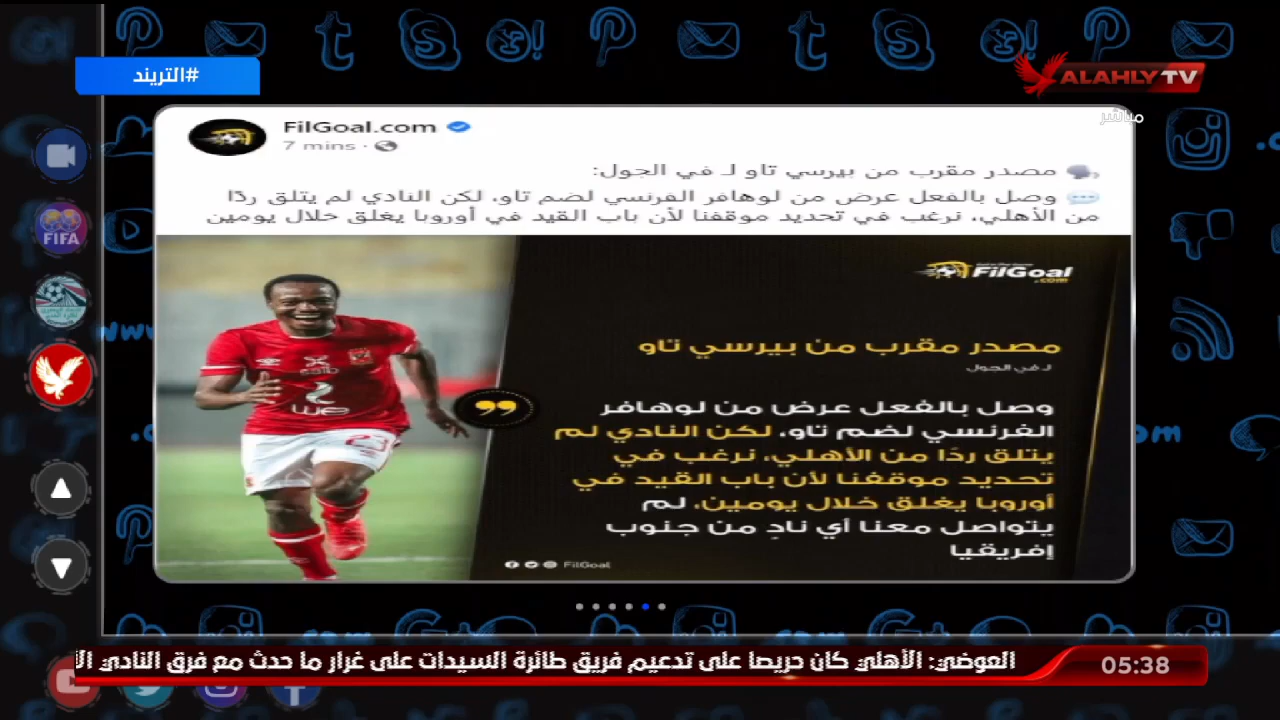 #التريند
ALAHLY TV
مباشر
FilGoal.com
7 mins ·
مصدر مقرب من بيرسي تاو لـ في الجول:
وصل بالفعل عرض من لوهافر الفرنسي لضم تاو، لكن النادي لم يتلق ردًا
من الأهلي، نرغب في تحديد موقفنا لأن باب القيد في أوروبا يغلق خلال يومين
FIFA
FilGoal
.com
مصدر مقرب من بيرسي تاو
لـ في الجول
وصل بالفعل عرض من لوهافر
الفرنسي لضم تاو، لكن النادي لم
يتلق ردًا من الأهلي، نرغب في
تحديد موقفنا لأن باب القيد في
أوروبا يغلق خلال يومين، لم
يتواصل معنا أي نادِ من جنوب
إفريقيا
we
23
FilGoal
www
.com
العوضي: الأهلي كان حريصا على تدعيم فريق طائرة السيدات على غرار ما حدث مع فرق النادي
05:38